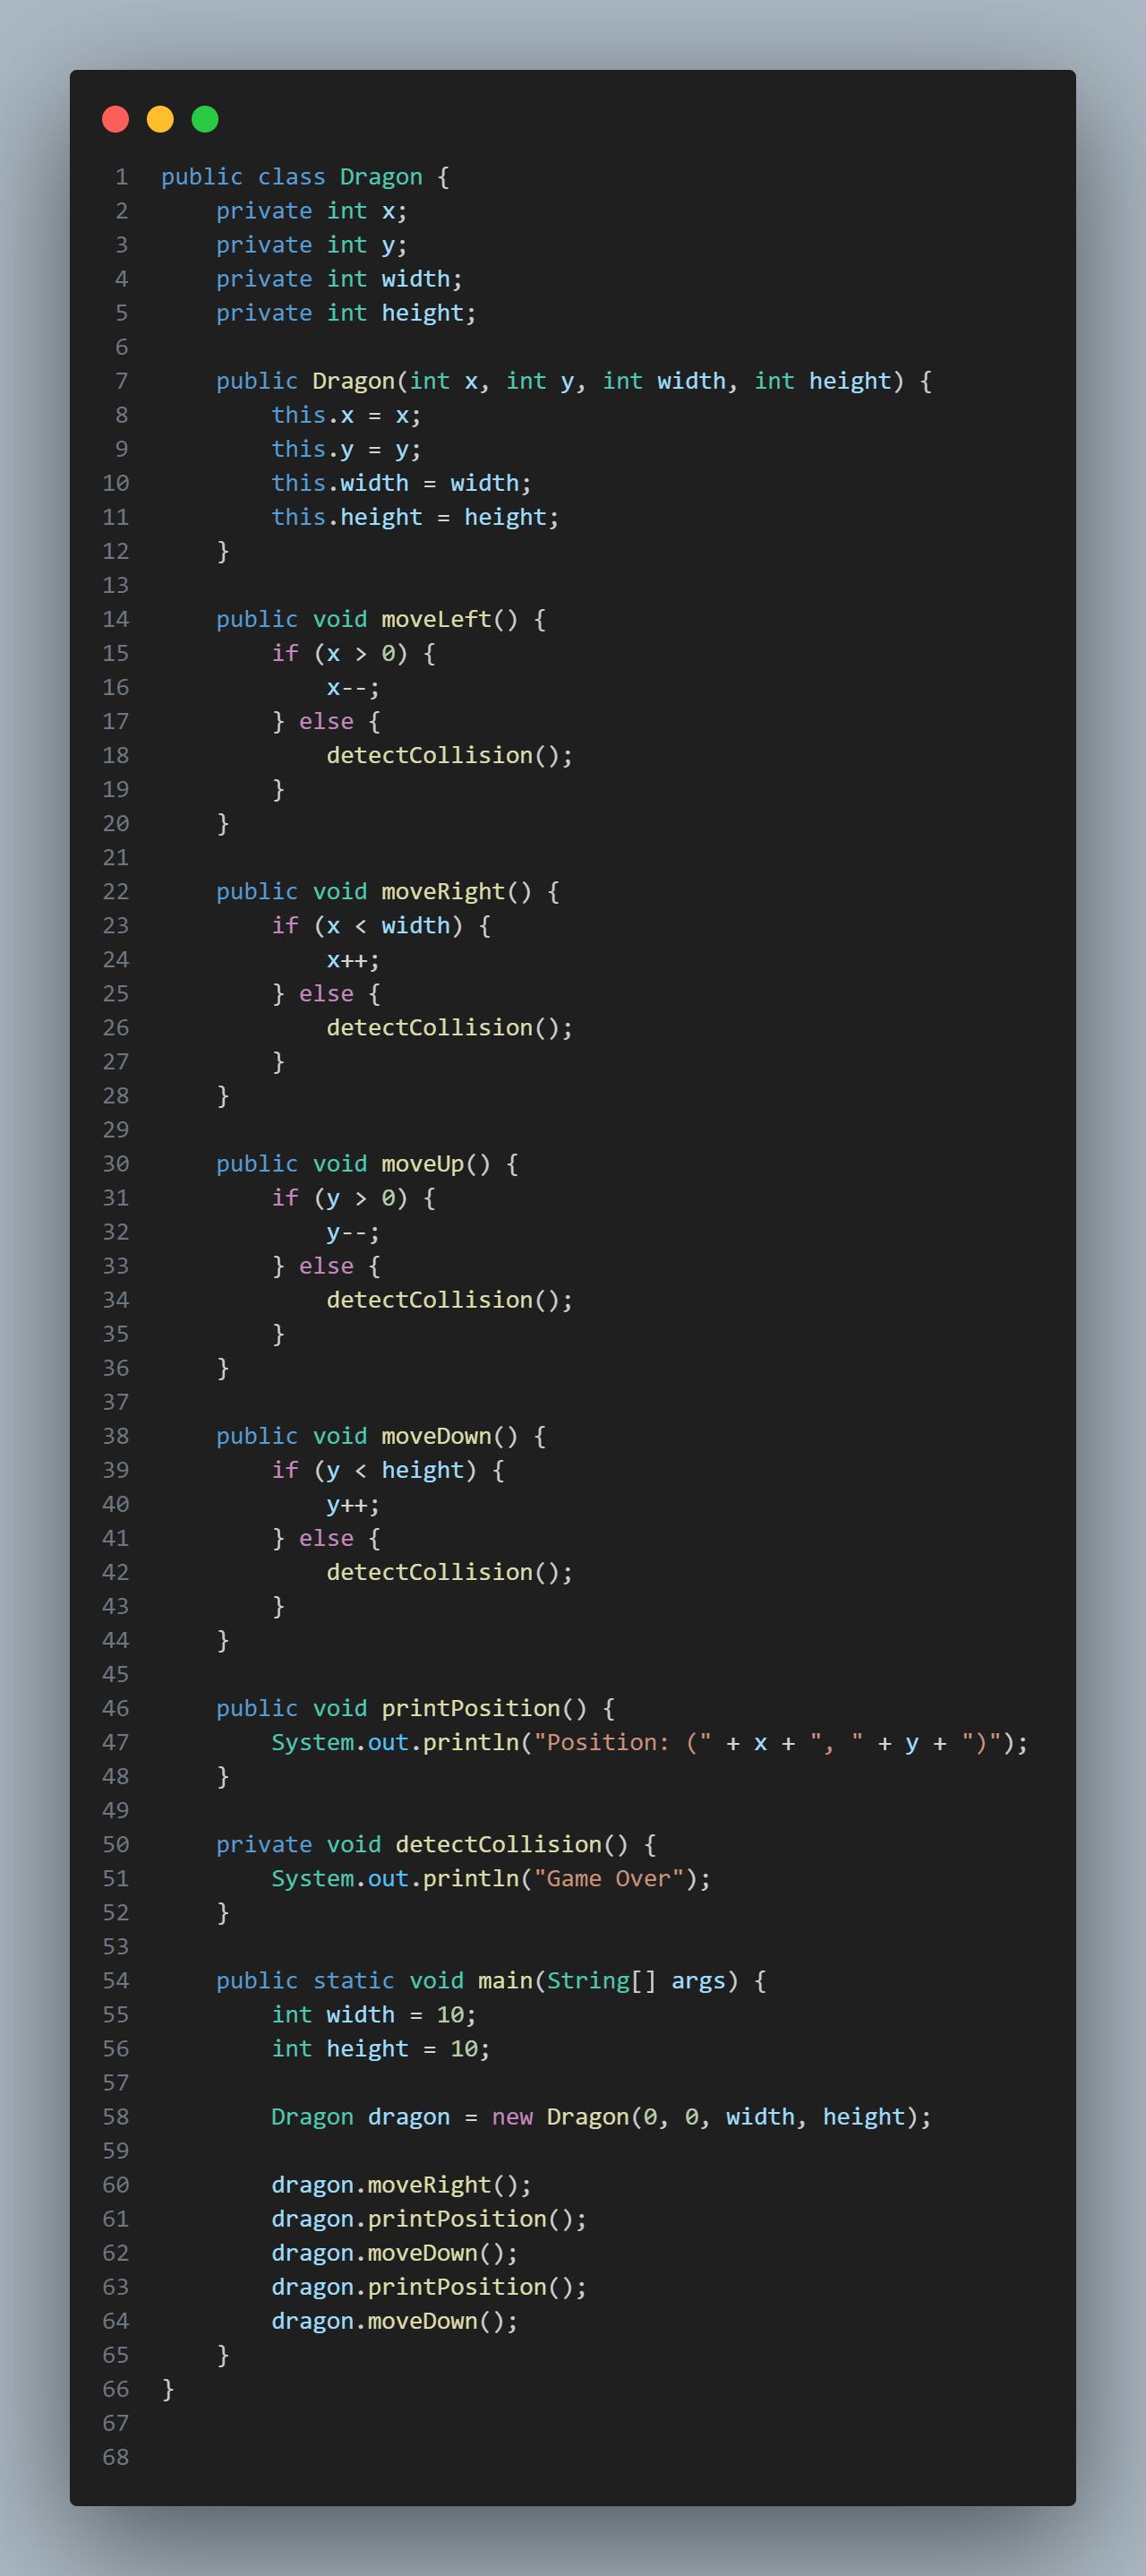 1 public class Dragon {
2     private int x;
3     private int y;
4     private int width;
5     private int height;
6
7     public Dragon(int x, int y, int width, int height) {
8         this.x = x;
9         this.y = y;
10         this.width = width;
11         this.height = height;
12     }
13
14     public void moveLeft() {
15         if (x > 0) {
16             x--;
17         } else {
18             detectCollision();
19         }
20     }
21
22     public void moveRight() {
23         if (x < width) {
24             x++;
25         } else {
26             detectCollision();
27         }
28     }
29
30     public void moveUp() {
31         if (y > 0) {
32             y--;
33         } else {
34             detectCollision();
35         }
36     }
37
38     public void moveDown() {
39         if (y < height) {
40             y++;
41         } else {
42             detectCollision();
43         }
44     }
45
46     public void printPosition() {
47         System.out.println("Position: (" + x + ", " + y + ")");
48     }
49
50     private void detectCollision() {
51         System.out.println("Game Over");
52     }
53
54     public static void main(String[] args) {
55         int width = 10;
56         int height = 10;
57
58         Dragon dragon = new Dragon(0, 0, width, height);
59
60         dragon.moveRight();
61         dragon.printPosition();
62         dragon.moveDown();
63         dragon.printPosition();
64         dragon.moveDown();
65     }
66 }
67
68